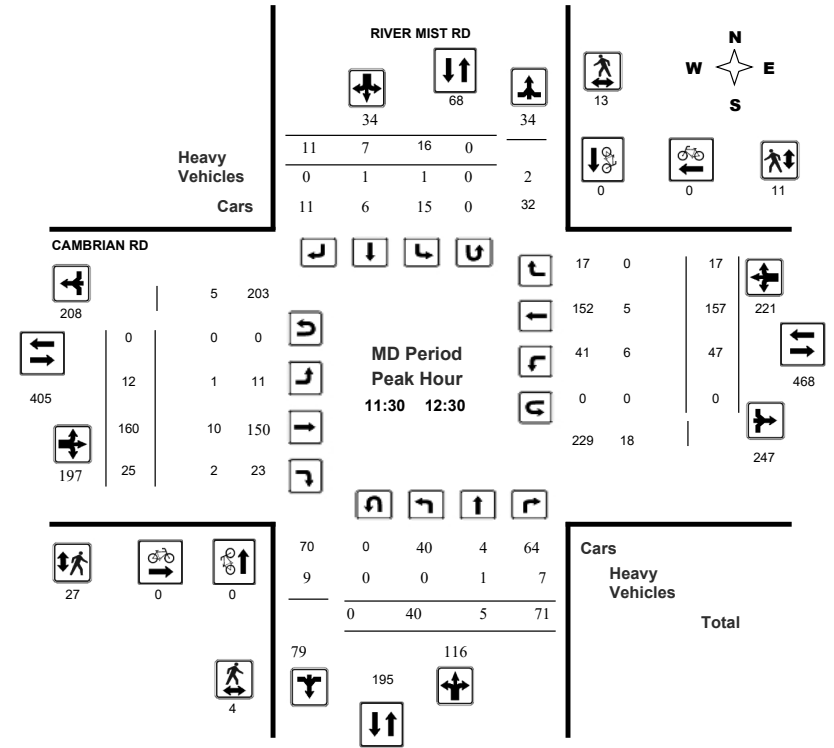 RIVER MIST RD
N
W E
S
68
13
34 34
11 7 16 0
Heavy
Vehicles
0 1 1 0 2
Cars
11 6 15 0 32
0 0 11
CAMBRIAN RD
208
5 203
17 0 17
152 5 157 221
0 0 0
MD Period
Peak Hour
11:30 12:30
41 6 47
468
405
12 1 11
0 0 0
160 10 150
229 18
247
197
25 2 23
70 0 40 4 64 Cars
9 0 0 1 7 Heavy
Vehicles
27 0 0
0 40 5 71 Total
79 116
195
4